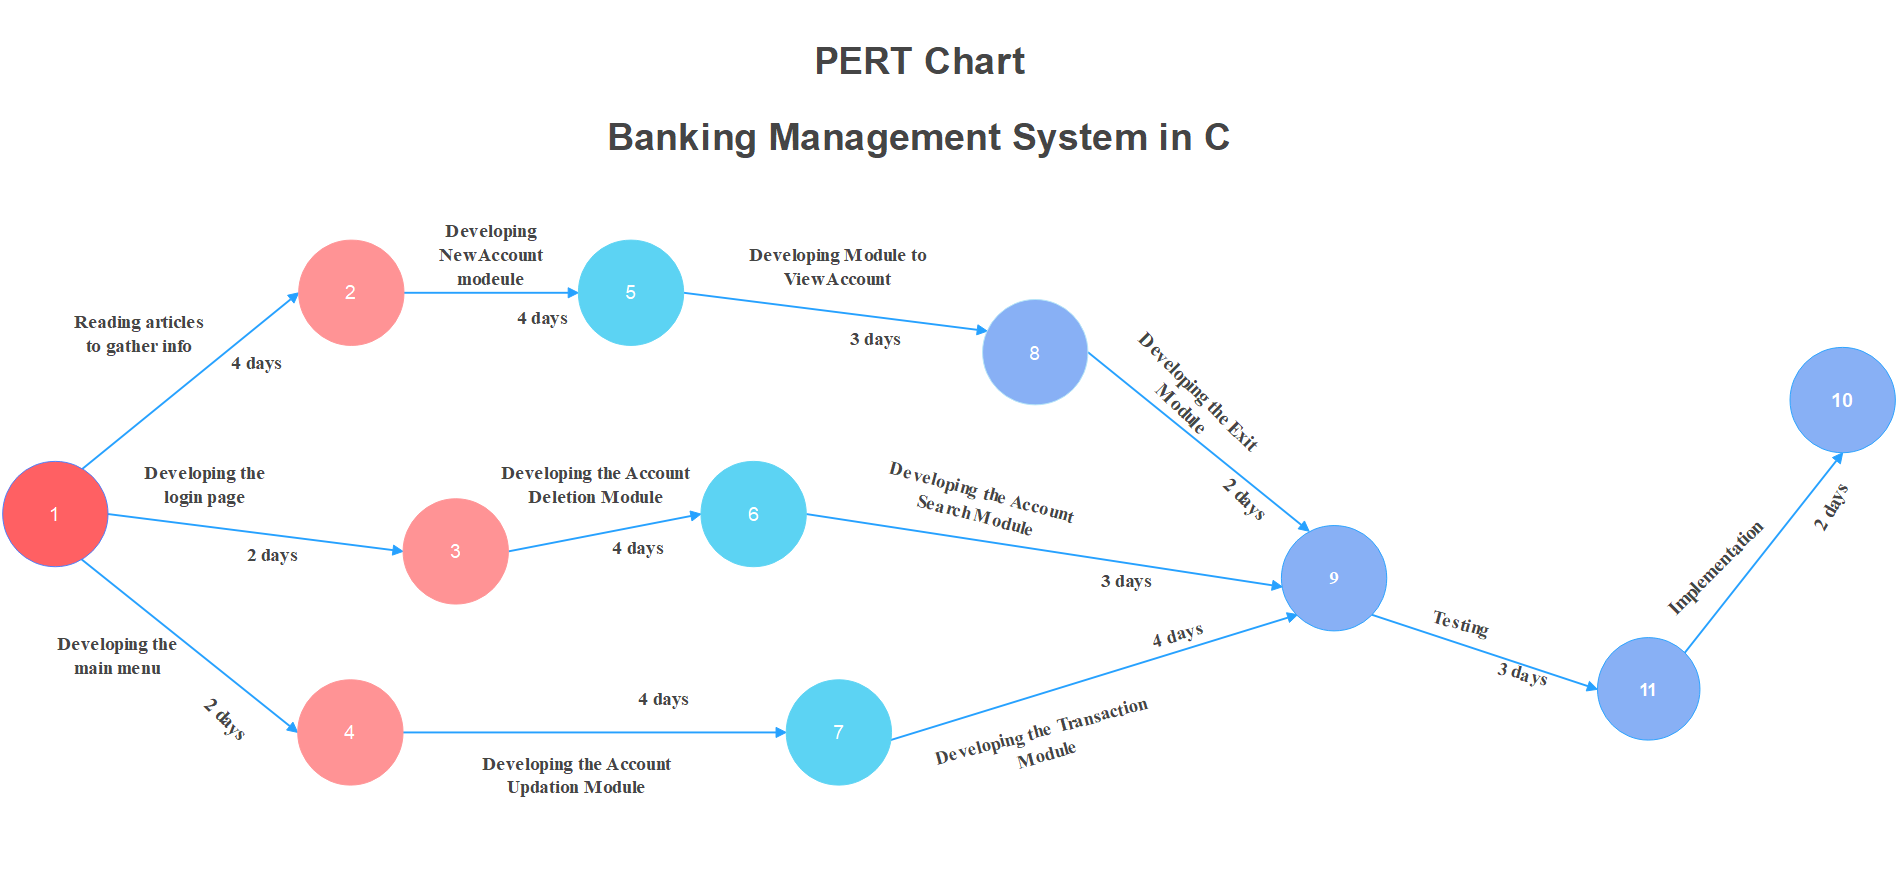 PERT Chart
Banking Management System in C
Developing
New Account
modeule
4 days
Developing Module to
View Account
3 days
Reading articles
to gather info
4 days
2
5
8
Developing the Exit
Module
2 days
10
Developing the
login page
2 days
Developing the Account
Deletion Module
4 days
Developing the Account
Search Module
3 days
1
3
6
9
Implementation
2 days
Testing
3 days
11
Developing the
main menu
2 days
4
4 days
Developing the Account
Updation Module
7
4 days
Developing the Transaction
Module